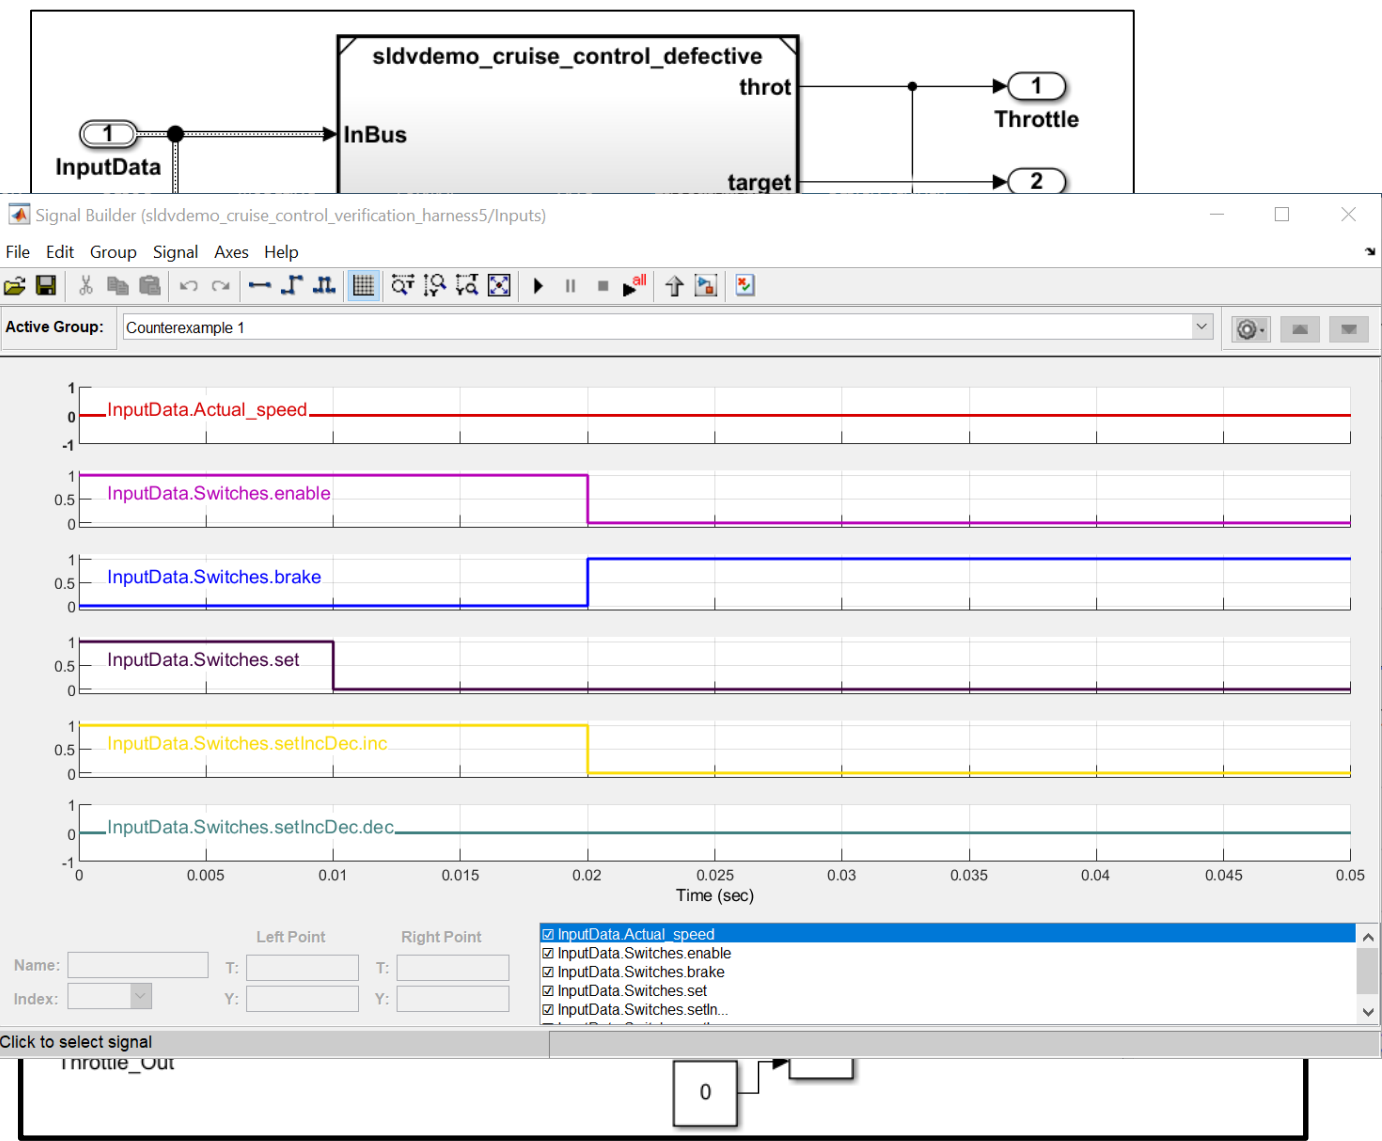 sldvdemo_cruise_control_defective
throt
1
Throttle
1
InBus
InputData
target
2
Signal Builder (sldvdemo_cruise_control_verification_harness5/Inputs)
File Edit Group Signal Axes Help
all
Active Group: Counterexample 1
1
0
-1
InputData.Actual_speed
1
0.5
0
InputData.Switches.enable
1
0.5
0
InputData.Switches.brake
1
0.5
0
InputData.Switches.set
1
0.5
0
InputData.Switches.setIncDec.inc
1
0
-1
InputData.Switches.setIncDec.dec
0 0.005 0.01 0.015 0.02 0.025 0.03 0.035 0.04 0.045 0.05
Time (sec)
Left Point Right Point
Name: T: T:
Index: Y: Y:
InputData.Actual_speed
InputData.Switches.enable
InputData.Switches.brake
InputData.Switches.set
InputData.Switches.setIn...
Click to select signal
Throttle_Out
0